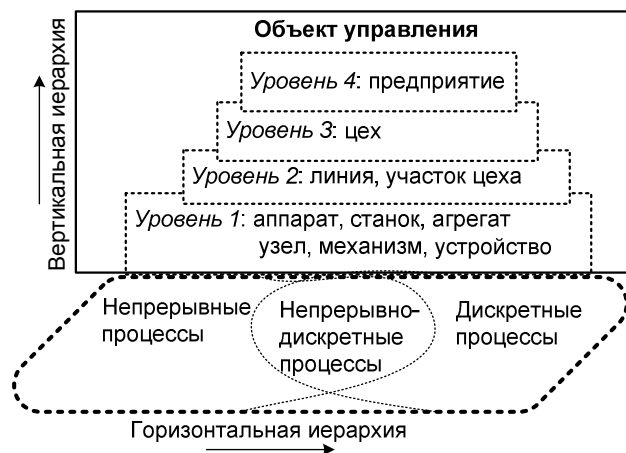 Объект управления
Вертикальная иерархия
Уровень 4: предприятие
Уровень 3: цех
Уровень 2: линия, участок цеха
Уровень 1: аппарат, станок, агрегат
узел, механизм, устройство
Непрерывные
процессы
Непрерывно-
дискретные
процессы
Дискретные
процессы
Горизонтальная иерархия